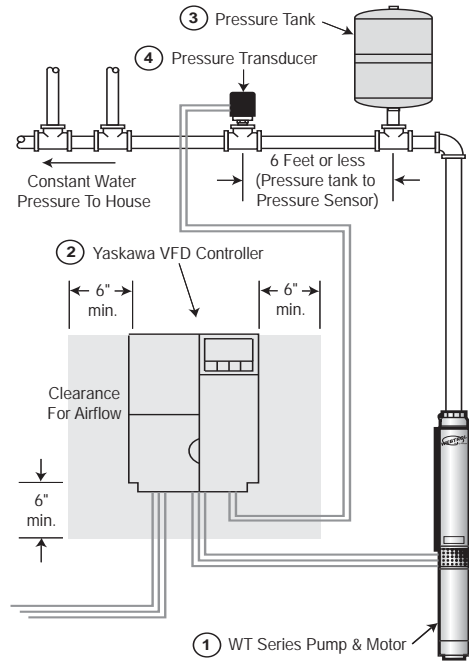 3 Pressure Tank
4 Pressure Transducer
6 Feet or less
(Pressure tank to
Pressure Sensor)
Constant Water
Pressure To House
2 Yaskawa VFD Controller
6"
min.
6"
min.
Clearance
For Airflow
6"
min.
1 WT Series Pump & Motor